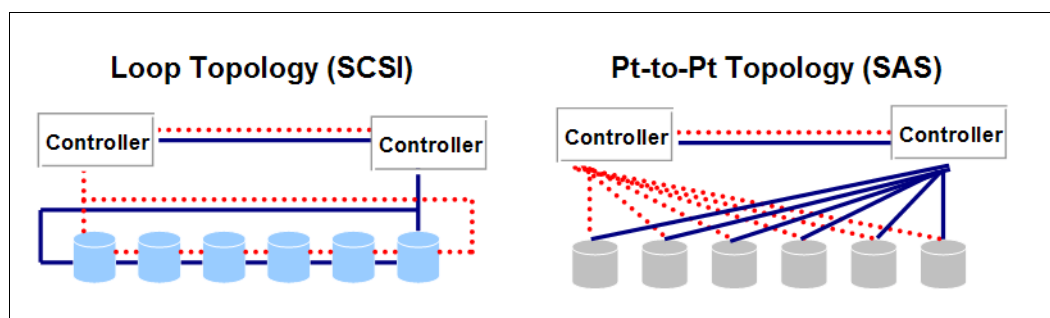 Loop Topology (SCSI)
Pt-to-Pt Topology (SAS)
Controller
Controller
Controller
Controller